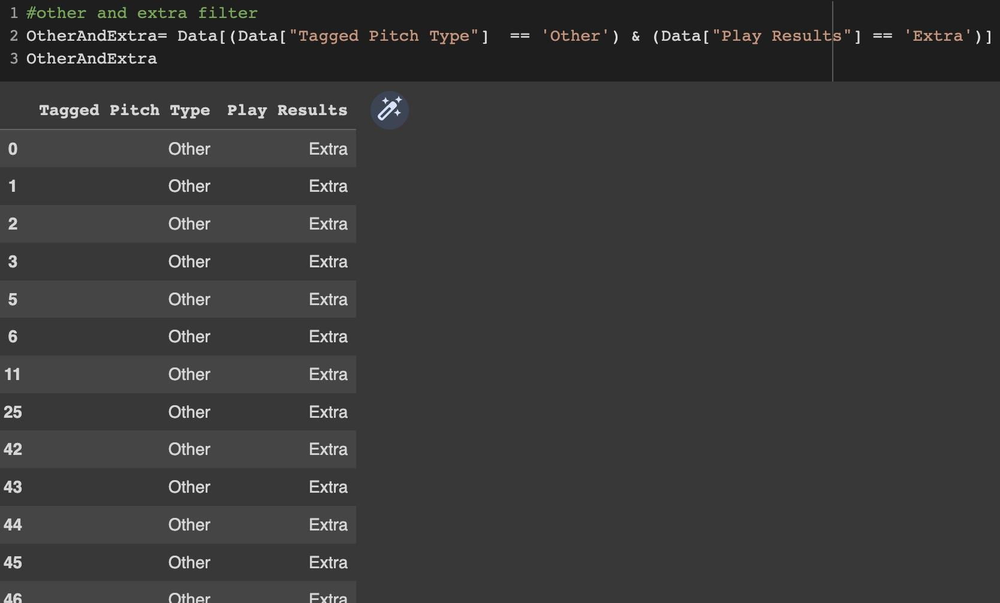 1 #other and extra filter
2 OtherAndExtra= Data[(Data["Tagged Pitch Type"]  == 'Other') & (Data["Play Results"] == 'Extra')]
3 OtherAndExtra
Tagged Pitch Type Play Results
0 Other Extra
1 Other Extra
2 Other Extra
3 Other Extra
5 Other Extra
6 Other Extra
11 Other Extra
25 Other Extra
42 Other Extra
43 Other Extra
44 Other Extra
45 Other Extra
46 Other Extra